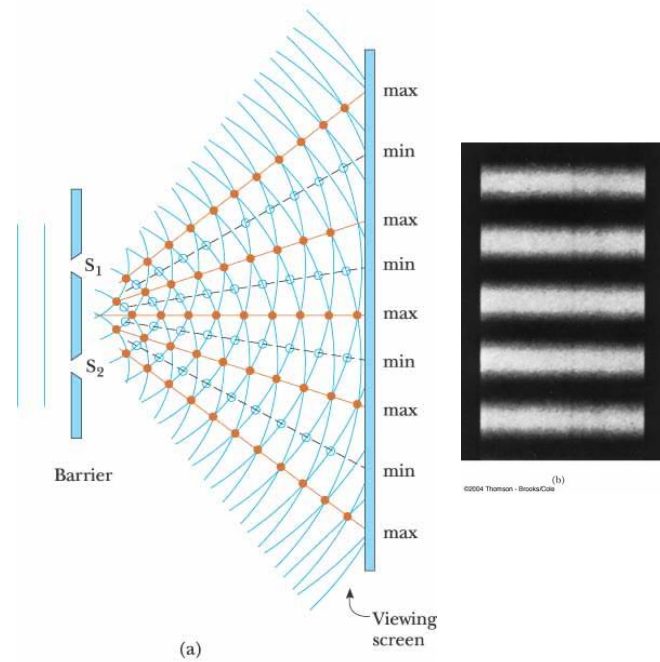 max
min
max
S1
min
max
S2
min
max
Barrier
min
max
Viewing
screen
(a)
(b)
©2004 Thomson - Brooks/Cole